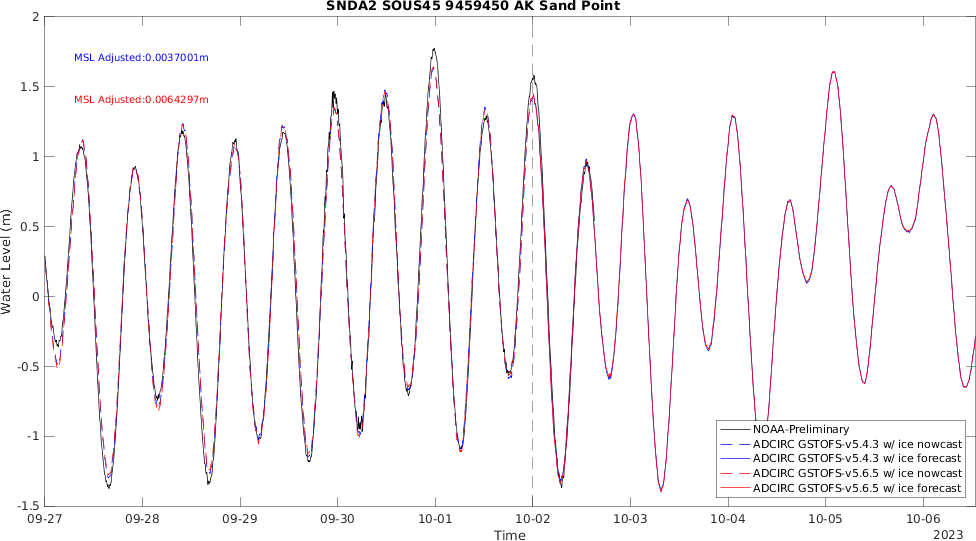 SNDA2 SOUS45 9459450 AK Sand Point
2
1.5
1
0.5
0
-0.5
-1
-1.5
Water Level (m)
MSL Adjusted:0.0037001m
MSL Adjusted:0.0064297m
NOAA-Preliminary
ADCIRC GSTOFS-v5.4.3 w/ ice nowcast
ADCIRC GSTOFS-v5.4.3 w/ ice forecast
ADCIRC GSTOFS-v5.6.5 w/ ice nowcast
ADCIRC GSTOFS-v5.6.5 w/ ice forecast
09-27 09-28 09-29 09-30 10-01 10-02 10-03 10-04 10-05 10-06
Time
2023